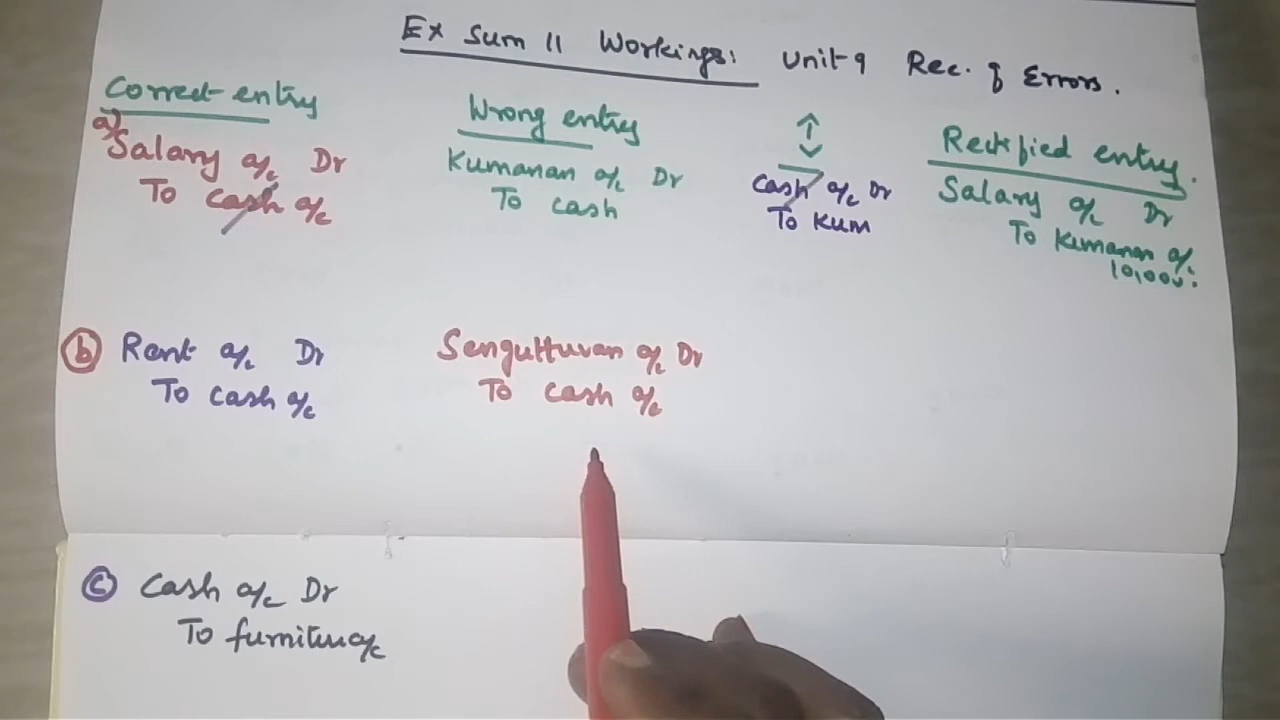 Ex Sum 11 Workings: Unit 9 Rec. of Errors.
Correct entry
a) Salary a/c Dr
To cash a/c
Wrong entry
Kumanan a/c Dr
To cash
Cash a/c Dr
To Kum
Rectified entry.
Salary a/c Dr
To Kumanan a/c
10,000:
(b) Rent a/c Dr
To cash a/c
Senguttuvan a/c Dr
To cash a/c
(c) Cash a/c Dr
To furniture a/c